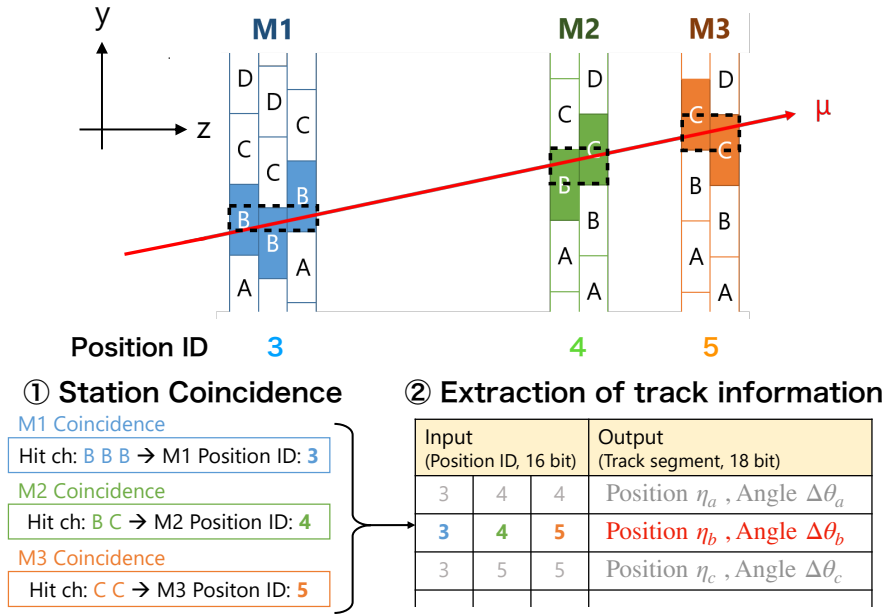 M1 M2 M3
y
z
μ
D
C
B
A
D
C
B
C
B
A
C
B
A
D
C
B
A
C
B
A
D
C
B
A
Position ID 3 4 5
① Station Coincidence
M1 Coincidence
Hit ch: B B B → M1 Position ID: 3
M2 Coincidence
Hit ch: B C → M2 Position ID: 4
M3 Coincidence
Hit ch: C C → M3 Positon ID: 5
② Extraction of track information
Input
(Position ID, 16 bit)
Output
(Track segment, 18 bit)
3 4 4 Position ηa , Angle Δθa
3 4 5 Position ηb , Angle Δθb
3 5 5 Position ηc , Angle Δθc